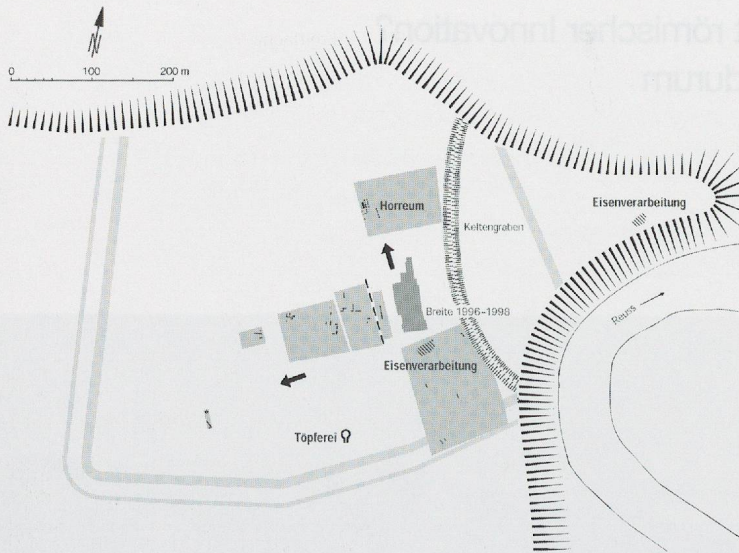 N
0 100 200 m
Horreum
Eisenverarbeitung
Keltengraben
Reuss
Breite 1996–1998
Eisenverarbeitung
Töpferei